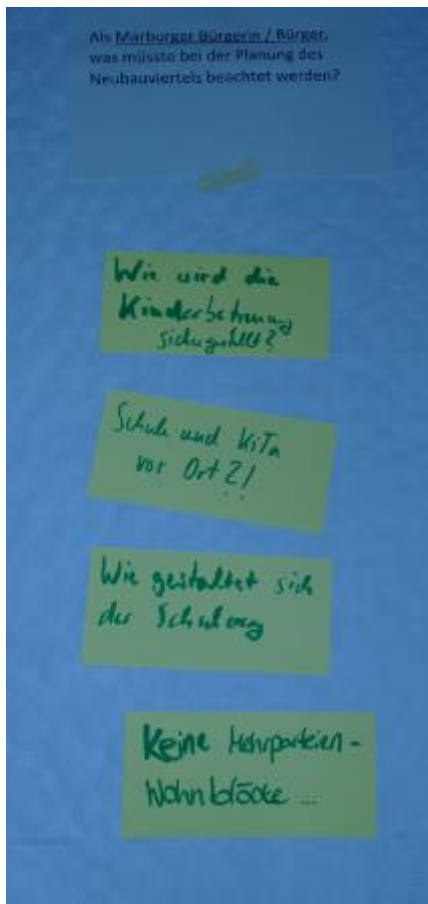 Als Marburger Bürgerin / Bürger,
was müsste bei der Planung des
Neubauviertels beachtet werden?
Wie wird die
Kinderbetreuung
sichergestellt?
Schule und KiTa
vor Ort?!
Wie gestaltet sich
der Schulweg
Keine Mehrparteien-
Wohnblöcke ...